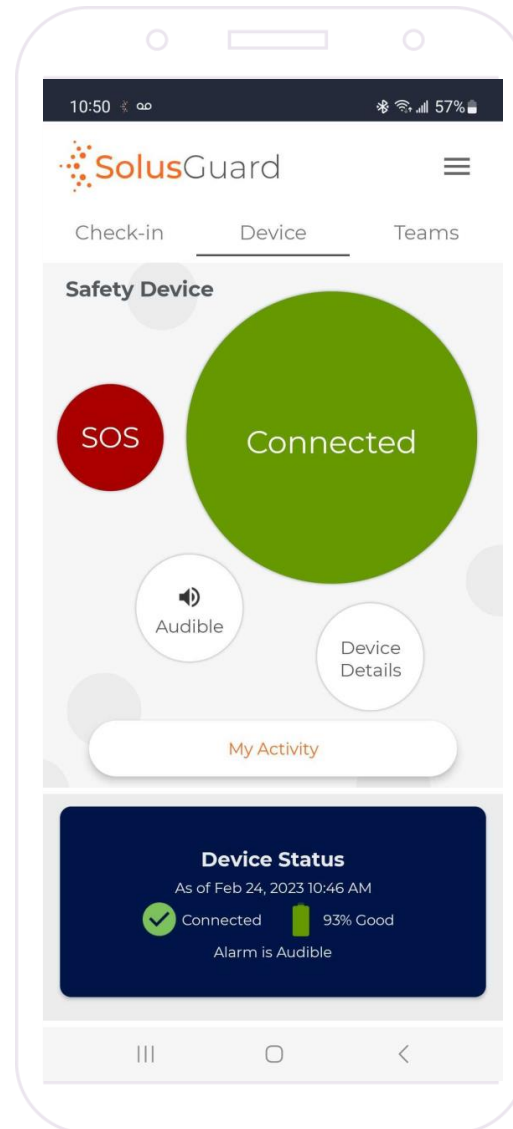 10:50
57%
SolusGuard
Check-in Device Teams
Safety Device
SOS
Connected
Audible
Device
Details
My Activity
Device Status
As of Feb 24, 2023 10:46 AM
Connected 93% Good
Alarm is Audible